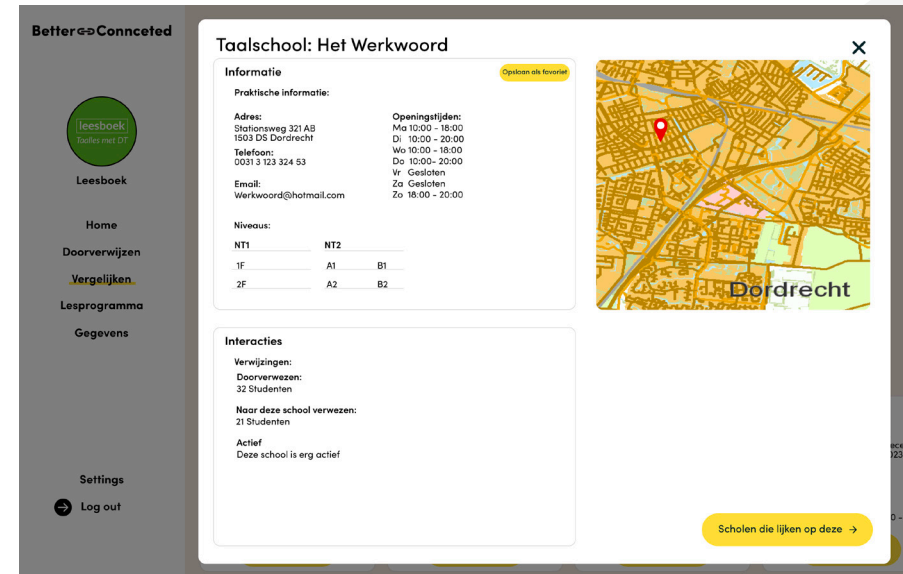 Better Connceted
leesboek
Taalles met DT
Leesboek
Home
Doorverwijzen
Vergelijken
Lesprogramma
Gegevens
Settings
Log out
Taalschool: Het Werkwoord
Informatie
Opslaan als favoriet
Praktische informatie:
Adres:
Stationsweg 321 AB
1503 DS Dordrecht
Telefoon:
0031 3 123 324 53
Email:
Werkwoord@hotmail.com
Openingstijden:
Ma 10:00 - 18:00
Di 10:00 - 20:00
Wo 10:00 - 18:00
Do 10:00- 20:00
Vr Gesloten
Za Gesloten
Zo 18:00 - 20:00
Niveaus:
NT1 NT2
1F A1 B1
2F A2 B2
Dordrecht
Interacties
Verwijzingen:
Doorverwezen:
32 Studenten
Naar deze school verwezen:
21 Studenten
Actief
Deze school is erg actief
Scholen die lijken op deze →